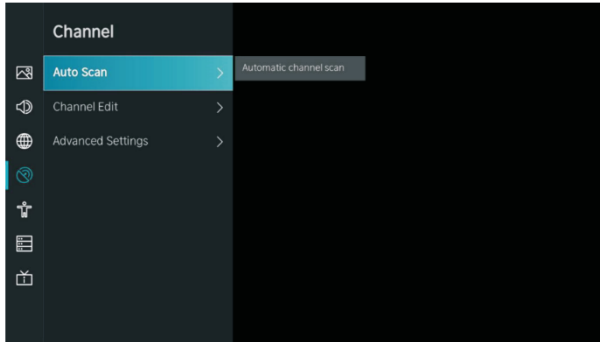 Channel
Auto Scan
Automatic channel scan
Channel Edit
Advanced Settings